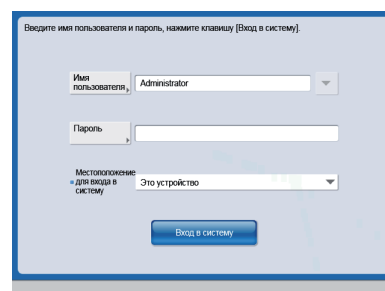 Введите имя пользователя и пароль, нажмите клавишу [Вход в систему].
Имя
пользователя
Administrator
Пароль
Местоположение
для входа в
систему
Это устройство
Вход в систему